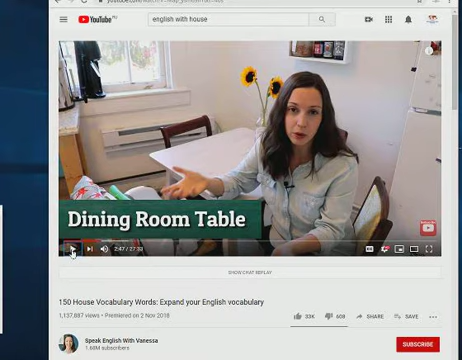 YouTube
english with house
Dining Room Table
2:47 / 27:33
SHOW CHAT REPLAY
150 House Vocabulary Words: Expand your English vocabulary
1,137,887 views • Premiered on 2 Nov 2018
33K
608
SHARE
SAVE
Speak English With Vanessa
1.68M subscribers
SUBSCRIBE